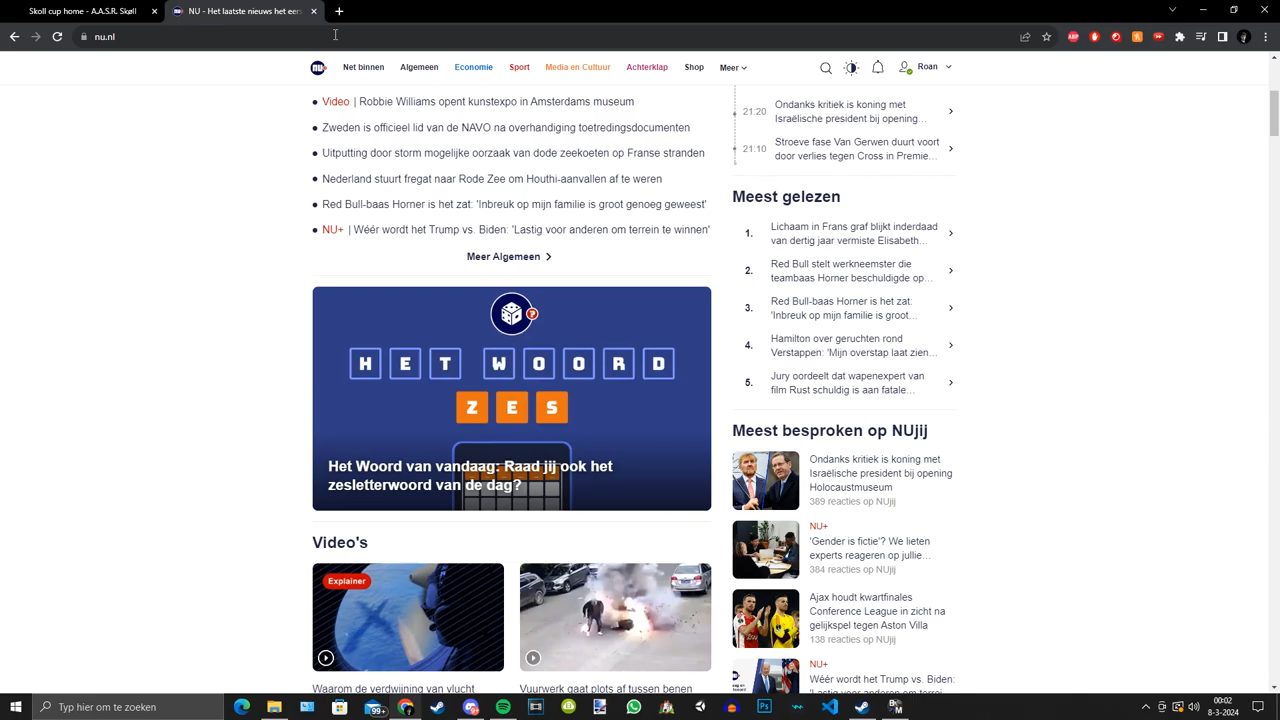 Skoll cup home - A.A.S.R. Skøll
NU - Het laatste nieuws het eers
nu.nl
NU+
Net binnen
Algemeen
Economie
Sport
Media en Cultuur
Achterklap
Shop
Meer
Roan
Video | Robbie Williams opent kunstexpo in Amsterdams museum
Zweden is officieel lid van de NAVO na overhandiging toetredingsdocumenten
Uitputting door storm mogelijke oorzaak van dode zeekoeten op Franse stranden
Nederland stuurt fregat naar Rode Zee om Houthi-aanvallen af te weren
Red Bull-baas Horner is het zat: 'Inbreuk op mijn familie is groot genoeg geweest'
NU+ | Wéér wordt het Trump vs. Biden: 'Lastig voor anderen om terrein te winnen'
Meer Algemeen
HET WOORD
ZES
Het Woord van vandaag: Raad jij ook het
zesletterwoord van de dag?
Video's
Explainer
Waarom de verdwijning van vlucht
Vuurwerk gaat plots af tussen benen
21:20
Ondanks kritiek is koning met
Israëlische president bij opening...
21:10
Stroeve fase Van Gerwen duurt voort
door verlies tegen Cross in Premie...
Meest gelezen
1.
Lichaam in Frans graf blijkt inderdaad
van dertig jaar vermiste Elisabeth...
2.
Red Bull stelt werkneemster die
teambaas Horner beschuldigde op...
3.
Red Bull-baas Horner is het zat:
'Inbreuk op mijn familie is groot...
4.
Hamilton over geruchten rond
Verstappen: 'Mijn overstap laat zien...
5.
Jury oordeelt dat wapenexpert van
film Rust schuldig is aan fatale...
Meest besproken op NUjij
Ondanks kritiek is koning met
Israëlische president bij opening
Holocaustmuseum
389 reacties op NUjij
NU+
'Gender is fictie'? We lieten
experts reageren op jullie...
384 reacties op NUjij
Ajax houdt kwartfinales
Conference League in zicht na
gelijkspel tegen Aston Villa
138 reacties op NUjij
NU+
Wéér wordt het Trump vs. Biden:
'Lastig voor anderen om terrei
Typ hier om te zoeken
99+
00:02
8-3-2024